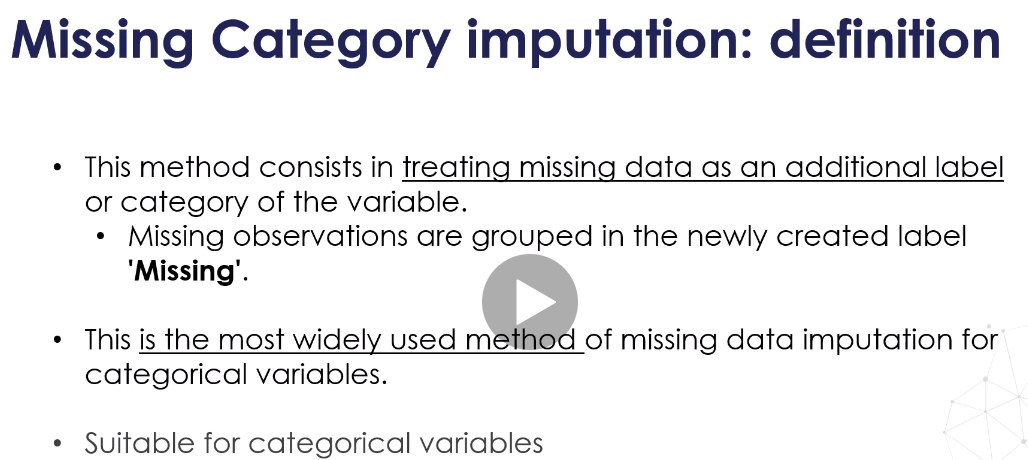 Missing Category imputation: definition
• This method consists in treating missing data as an additional label
or category of the variable.
• Missing observations are grouped in the newly created label
'Missing'.
• This is the most widely used method of missing data imputation for
categorical variables.
• Suitable for categorical variables